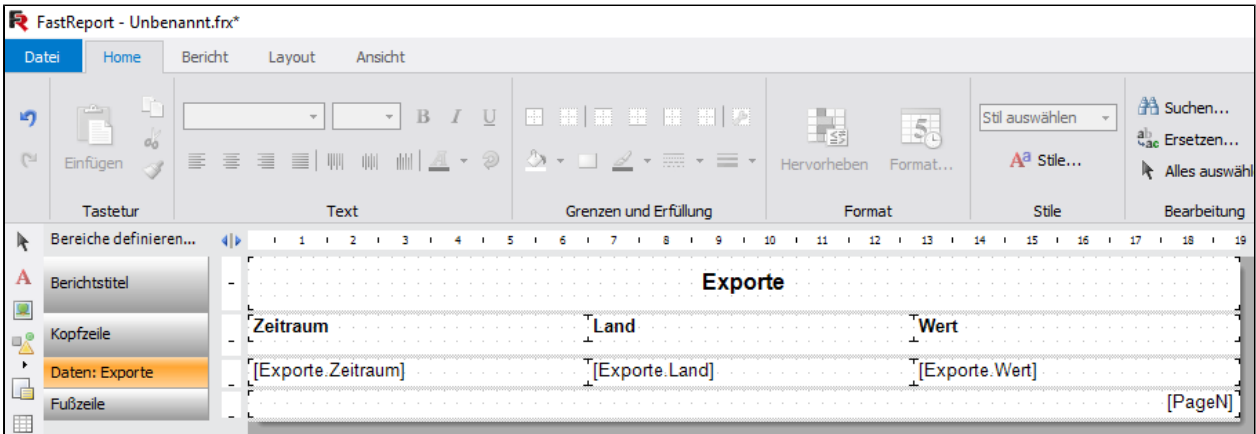 FastReport - Unbenannt.frx*
Datei Home Bericht Layout Ansicht
Einfügen
B I U
Hervorheben
Format...
Stil auswählen
Stile...
Suchen...
Ersetzen...
Alles auswähl
Tastetur Text Grenzen und Erfüllung Format Stile Bearbeitung
Bereiche definieren... 1 2 3 4 5 6 7 8 9 10 11 12 13 14 15 16 17 18 19
Berichtstitel Exporte
Kopfzeile Zeitraum Land Wert
Daten: Exporte [Exporte.Zeitraum] [Exporte.Land] [Exporte.Wert]
Fußzeile [PageN]